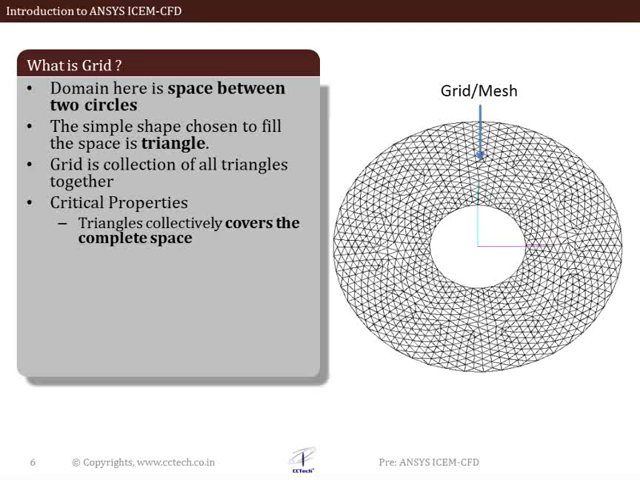 Introduction to ANSYS ICEM-CFD
What is Grid ?
• Domain here is space between
two circles
• The simple shape chosen to fill
the space is triangle.
• Grid is collection of all triangles
together
• Critical Properties
– Triangles collectively covers the
complete space
Grid/Mesh
6
© Copyrights, www.cctech.co.in
CCTech
Pre: ANSYS ICEM-CFD